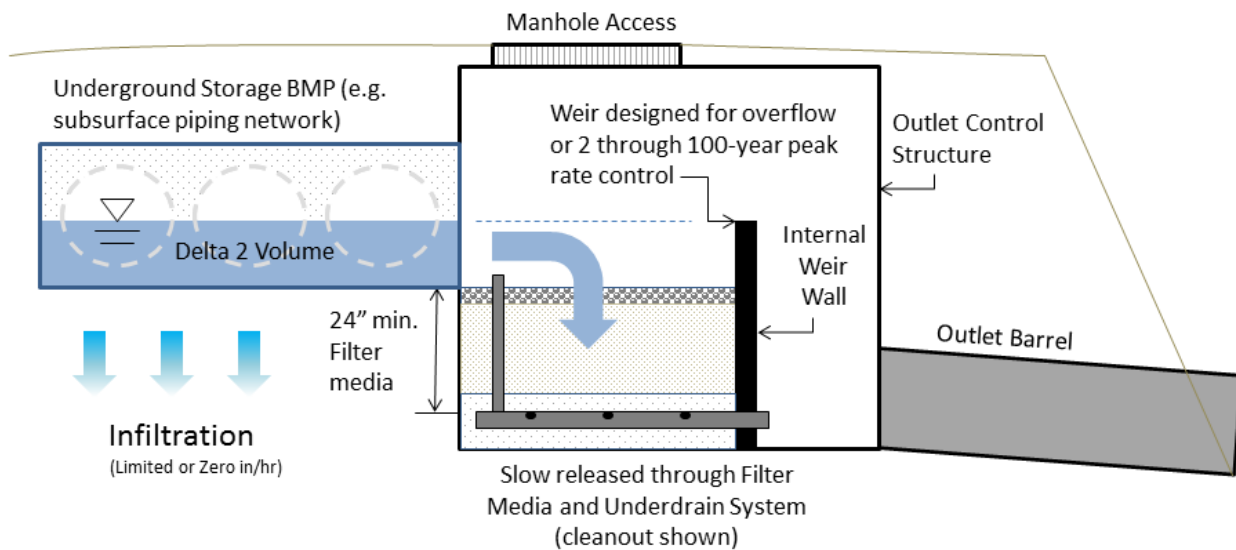 Manhole Access
Underground Storage BMP (e.g.
subsurface piping network)
Weir designed for overflow
or 2 through 100-year peak
rate control
Outlet Control
Structure
Delta 2 Volume
Internal
Weir
Wall
24” min.
Filter
media
Outlet Barrel
Infiltration
(Limited or Zero in/hr)
Slow released through Filter
Media and Underdrain System
(cleanout shown)